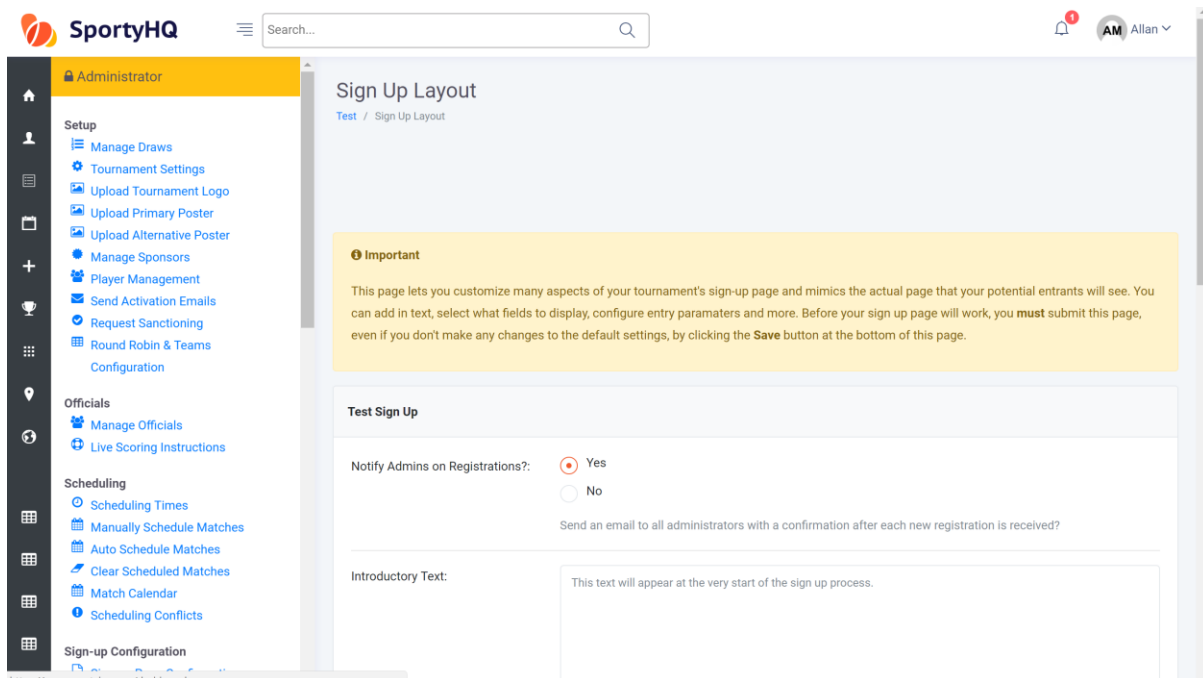 SportyHQ
Search...
1
AM Allan
Administrator
Setup
Manage Draws
Tournament Settings
Upload Tournament Logo
Upload Primary Poster
Upload Alternative Poster
Manage Sponsors
Player Management
Send Activation Emails
Request Sanctioning
Round Robin & Teams
Configuration
Officials
Manage Officials
Live Scoring Instructions
Scheduling
Scheduling Times
Manually Schedule Matches
Auto Schedule Matches
Clear Scheduled Matches
Match Calendar
Scheduling Conflicts
Sign-up Configuration
Sign Up Layout
Test / Sign Up Layout
Important
This page lets you customize many aspects of your tournament's sign-up page and mimics the actual page that your potential entrants will see. You
can add in text, select what fields to display, configure entry paramaters and more. Before your sign up page will work, you must submit this page,
even if you don't make any changes to the default settings, by clicking the Save button at the bottom of this page.
Test Sign Up
Notify Admins on Registrations?:
Yes
No
Send an email to all administrators with a confirmation after each new registration is received?
Introductory Text:
This text will appear at the very start of the sign up process.